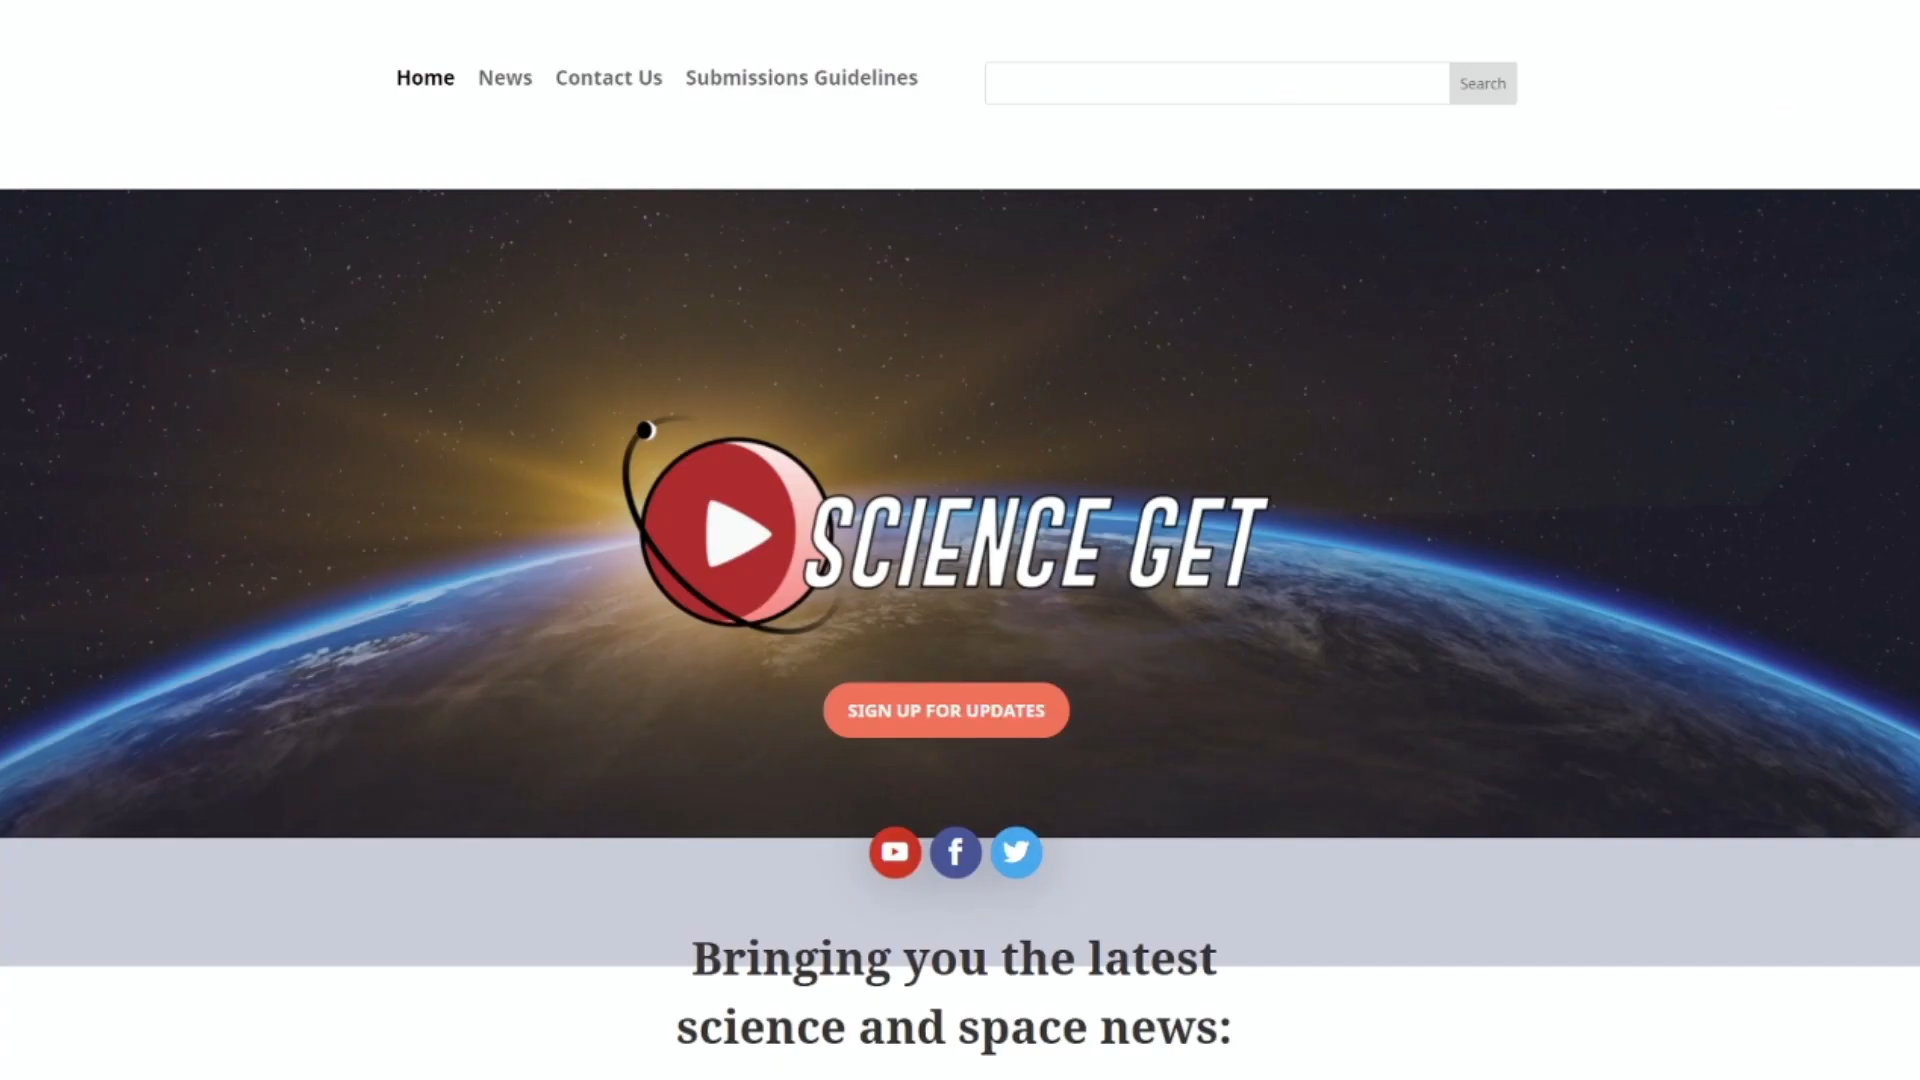 Home News Contact Us Submissions Guidelines Search
SCIENCE GET
SIGN UP FOR UPDATES
Bringing you the latest
science and space news: